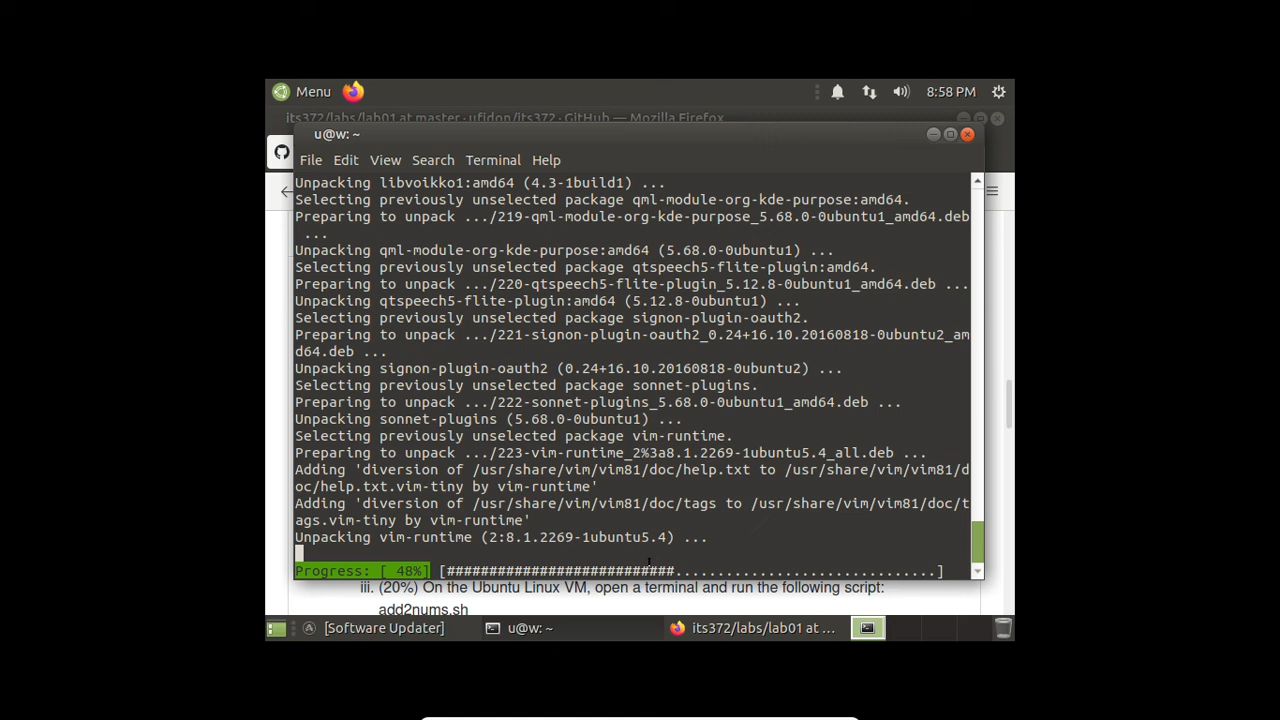 Menu
8:58 PM
its372/labs/lab01 at master · ufidon/its372 · GitHub — Mozilla Firefox
u@w: ~
File Edit View Search Terminal Help
Unpacking libvoikko1:amd64 (4.3-1build1) ...
Selecting previously unselected package qml-module-org-kde-purpose:amd64.
Preparing to unpack .../219-qml-module-org-kde-purpose_5.68.0-0ubuntu1_amd64.deb
...
Unpacking qml-module-org-kde-purpose:amd64 (5.68.0-0ubuntu1) ...
Selecting previously unselected package qtspeech5-flite-plugin:amd64.
Preparing to unpack .../220-qtspeech5-flite-plugin_5.12.8-0ubuntu1_amd64.deb ...
Unpacking qtspeech5-flite-plugin:amd64 (5.12.8-0ubuntu1) ...
Selecting previously unselected package signon-plugin-oauth2.
Preparing to unpack .../221-signon-plugin-oauth2_0.24+16.10.20160818-0ubuntu2_am
d64.deb ...
Unpacking signon-plugin-oauth2 (0.24+16.10.20160818-0ubuntu2) ...
Selecting previously unselected package sonnet-plugins.
Preparing to unpack .../222-sonnet-plugins_5.68.0-0ubuntu1_amd64.deb ...
Unpacking sonnet-plugins (5.68.0-0ubuntu1) ...
Selecting previously unselected package vim-runtime.
Preparing to unpack .../223-vim-runtime_2%3a8.1.2269-1ubuntu5.4_all.deb ...
Adding 'diversion of /usr/share/vim/vim81/doc/help.txt to /usr/share/vim/vim81/d
oc/help.txt.vim-tiny by vim-runtime'
Adding 'diversion of /usr/share/vim/vim81/doc/tags to /usr/share/vim/vim81/doc/t
ags.vim-tiny by vim-runtime'
Unpacking vim-runtime (2:8.1.2269-1ubuntu5.4) ...
Progress: [ 48%] [###########################...............................]
iii. (20%) On the Ubuntu Linux VM, open a terminal and run the following script:
add2nums.sh
[Software Updater] u@w: ~ its372/labs/lab01 at ...